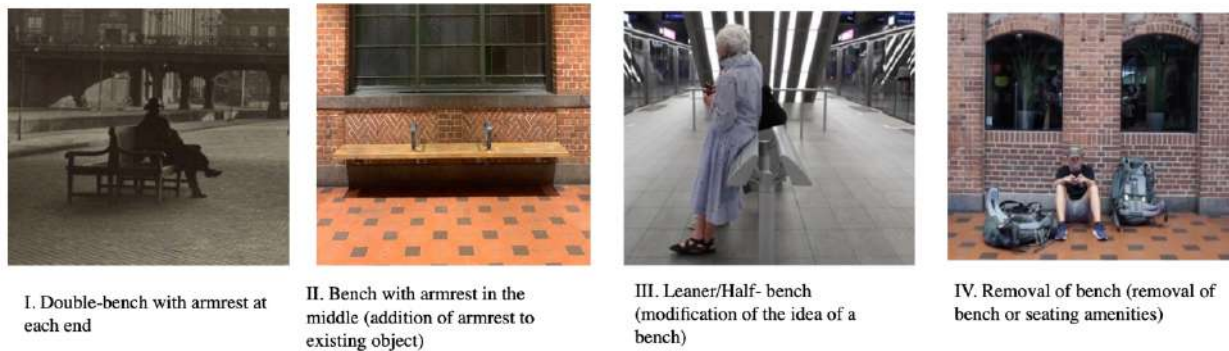 I. Double-bench with armrest at
each end
II. Bench with armrest in the
middle (addition of armrest to
existing object)
III. Leaner/Half- bench
(modification of the idea of a
bench)
IV. Removal of bench (removal of
bench or seating amenities)